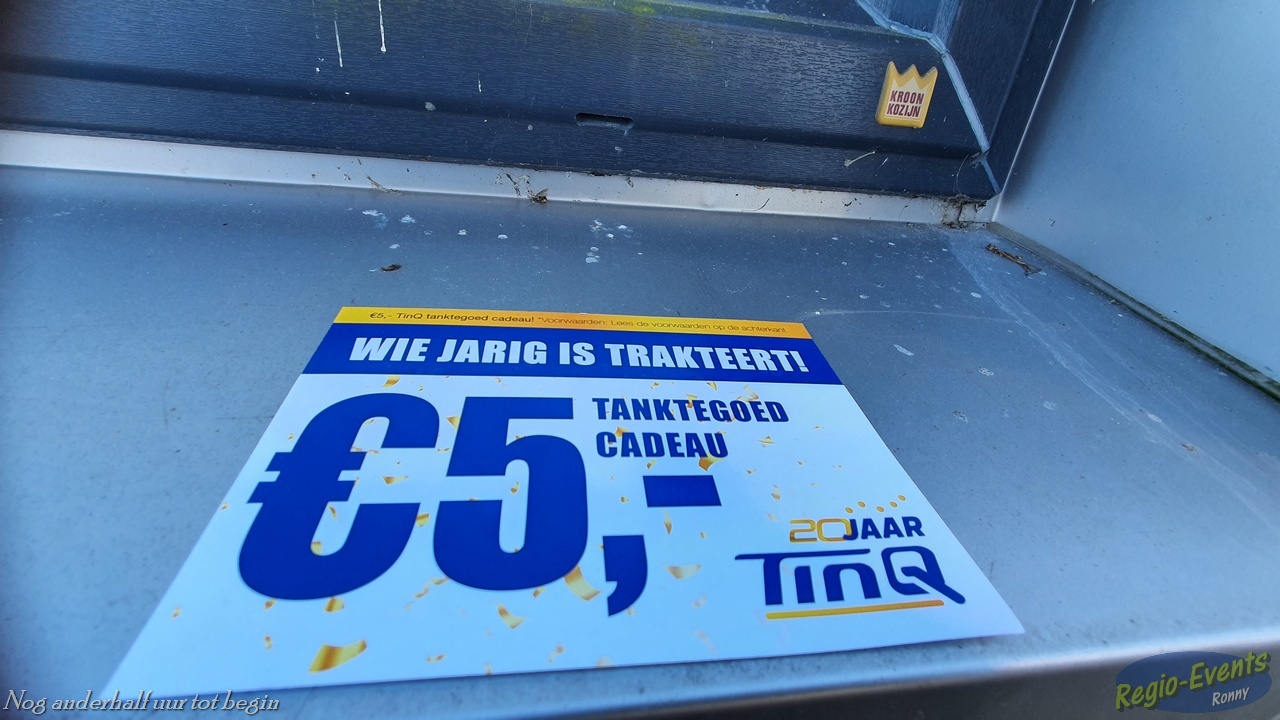 KROON
KOZIJN
€5,- TinQ tanktegoed cadeau! *Voorwaarden: Lees de voorwaarden op de achterkant.
WIE JARIG IS TRAKTEERT!
€5,-
TANKTEGOED
CADEAU
20JAAR
TinQ
Nog anderhalf uur tot begin
Regio-Events
Ronny